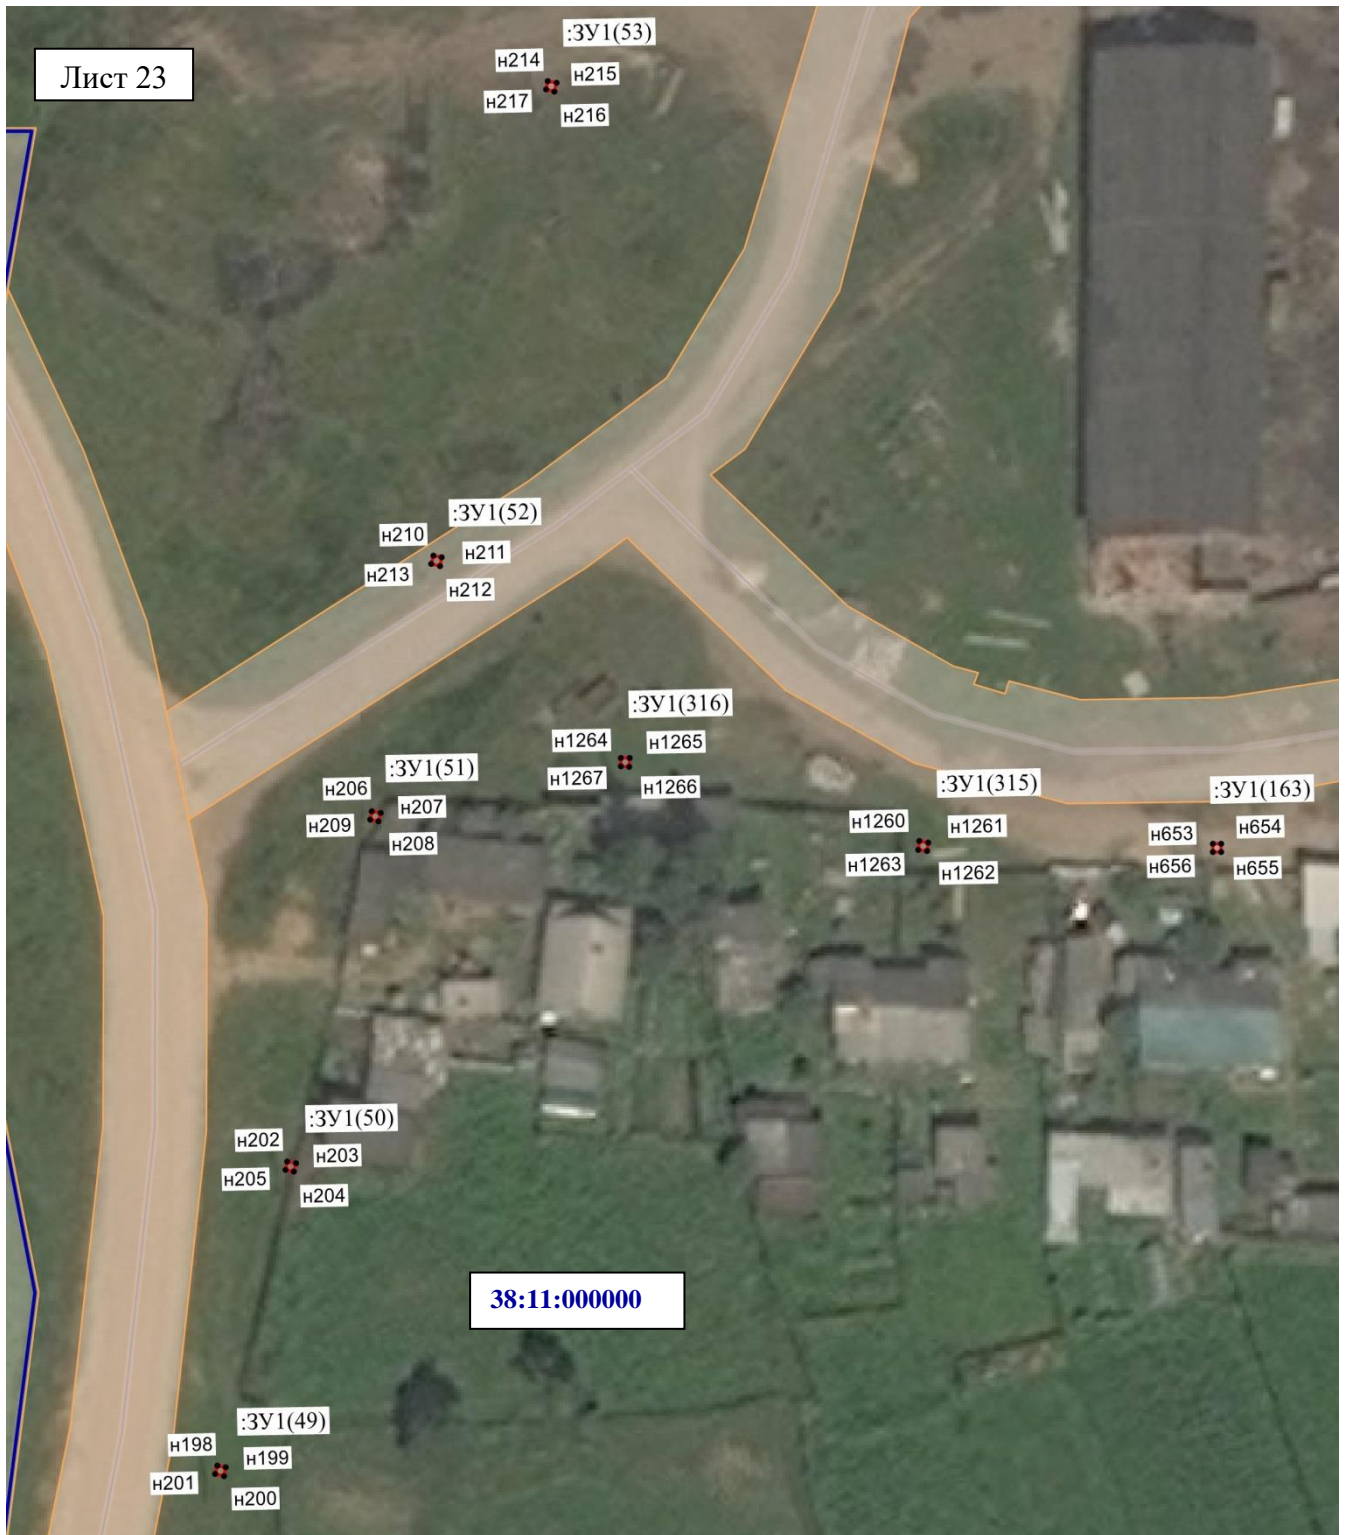 :ЗУ1(53)
н214
н215
Лист 23
н217
н216
:ЗУ1(52)
н210
н211
н213
н212
:ЗУ1(316)
н1264
н1265
:ЗУ1(51)
н1267
н1266
:ЗУ1(315)
:ЗУ1(163)
н206
н207
н209
н208
н1260
н1261
н653
н654
н1263
н1262
н656
н655
:ЗУ1(50)
н202
н203
н205
н204
38:11:000000
:ЗУ1(49)
н198
н199
н201
н200